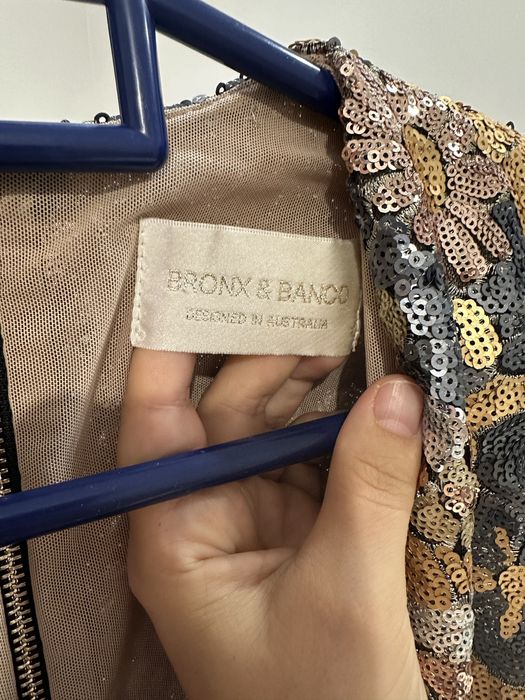 BRONX & BANCO
DESIGNED IN AUSTRALIA